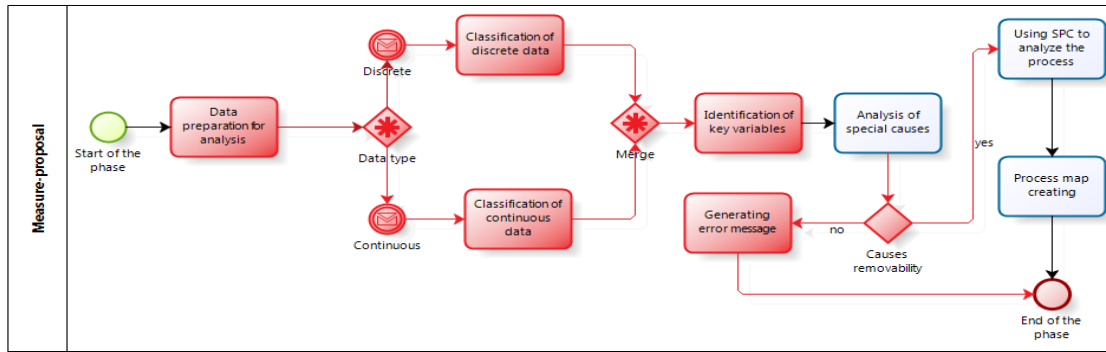 Measure-proposal
Start of the
phase
Data
preparation for
analysis
Data type
Discrete
Classification of
discrete data
Continuous
Classification of
continuous data
Merge
Identification of
key variables
Analysis of
special causes
Causes
removability
no
Generating
error message
yes
Using SPC to
analyze the
process
Process map
creating
End of the
phase